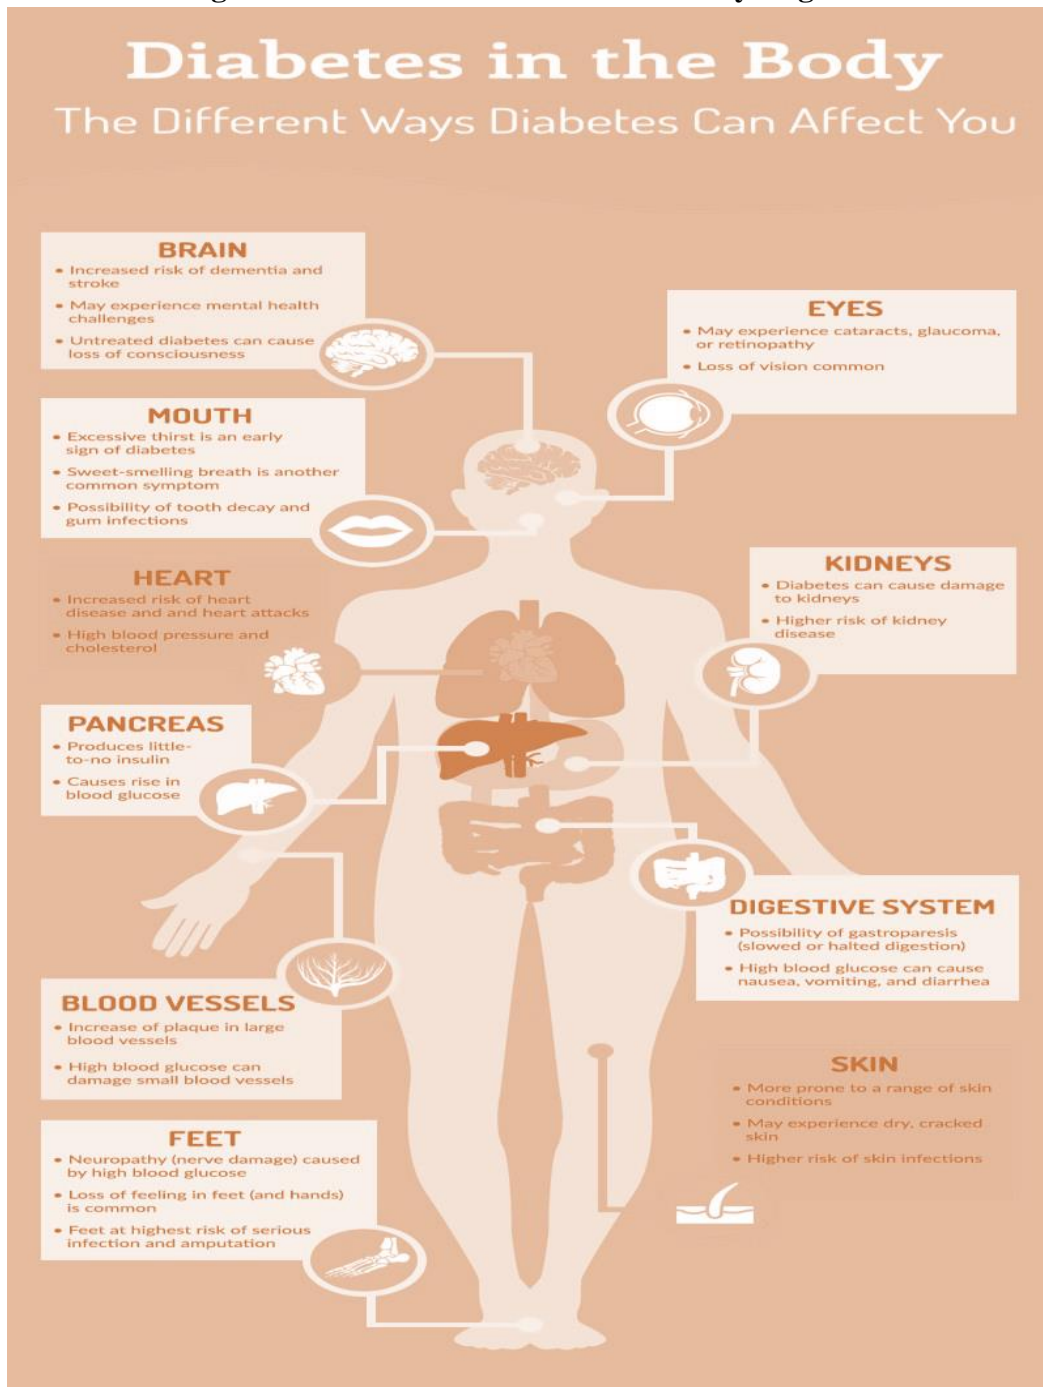 Diabetes in the Body
The Different Ways Diabetes Can Affect You
BRAIN
• Increased risk of dementia and
stroke
• May experience mental health
challenges
• Untreated diabetes can cause
loss of consciousness
EYES
• May experience cataracts, glaucoma,
or retinopathy
• Loss of vision common
MOUTH
• Excessive thirst is an early
sign of diabetes
• Sweet-smelling breath is another
common symptom
• Possibility of tooth decay and
gum infections
HEART
• Increased risk of heart
disease and and heart attacks
• High blood pressure and
cholesterol
KIDNEYS
• Diabetes can cause damage
to kidneys
• Higher risk of kidney
disease
PANCREAS
• Produces little-
to-no insulin
• Causes rise in
blood glucose
DIGESTIVE SYSTEM
• Possibility of gastroparesis
(slowed or halted digestion)
• High blood glucose can cause
nausea, vomiting, and diarrhea
BLOOD VESSELS
• Increase of plaque in large
blood vessels
• High blood glucose can
damage small blood vessels
SKIN
• More prone to a range of skin
conditions
• May experience dry, cracked
skin
• Higher risk of skin infections
FEET
• Neuropathy (nerve damage) caused
by high blood glucose
• Loss of feeling in feet (and hands)
is common
• Feet at highest risk of serious
infection and amputation